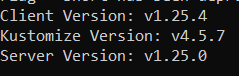 Client Version: v1.25.4
Kustomize Version: v4.5.7
Server Version: v1.25.0